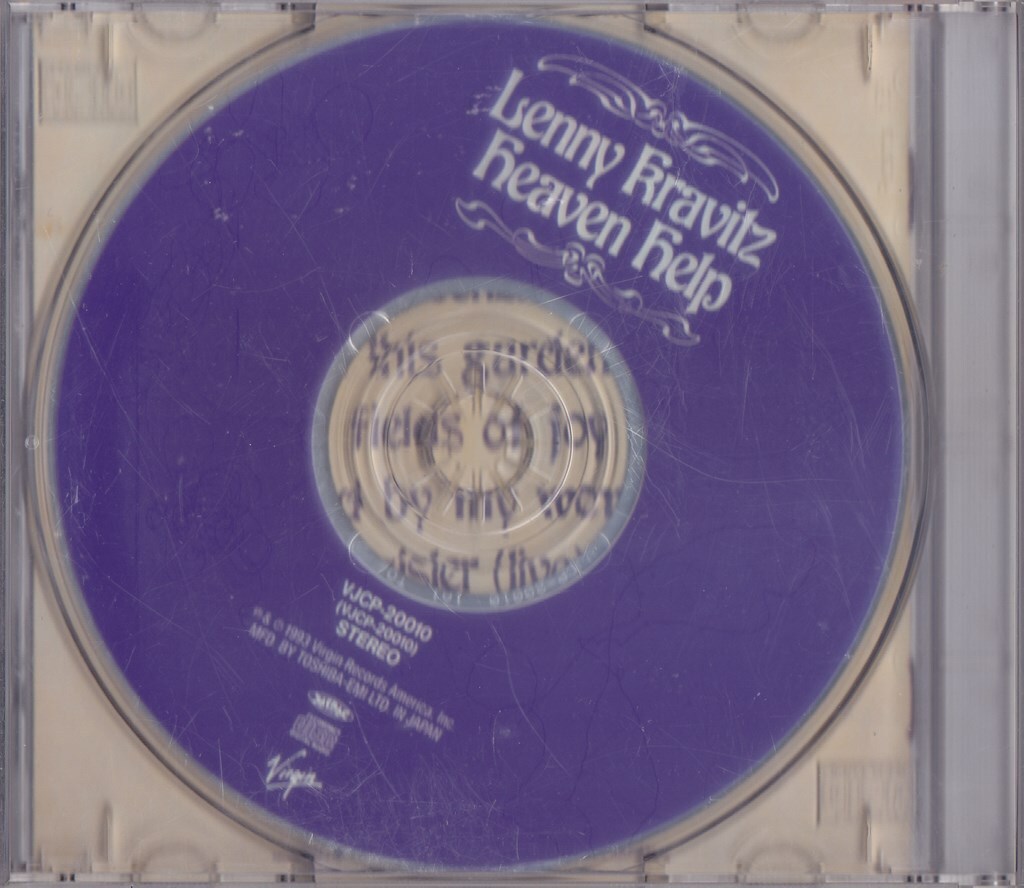 Lenny Kravitz
Heaven Help
this garden
fields of joy
by my
sister (live)
VJCP-20010
(VJCP-20010)
STEREO
℗ & © 1993 Virgin Records America, Inc
MFD. BY TOSHIBA-EMI LTD. IN JAPAN
Virgin